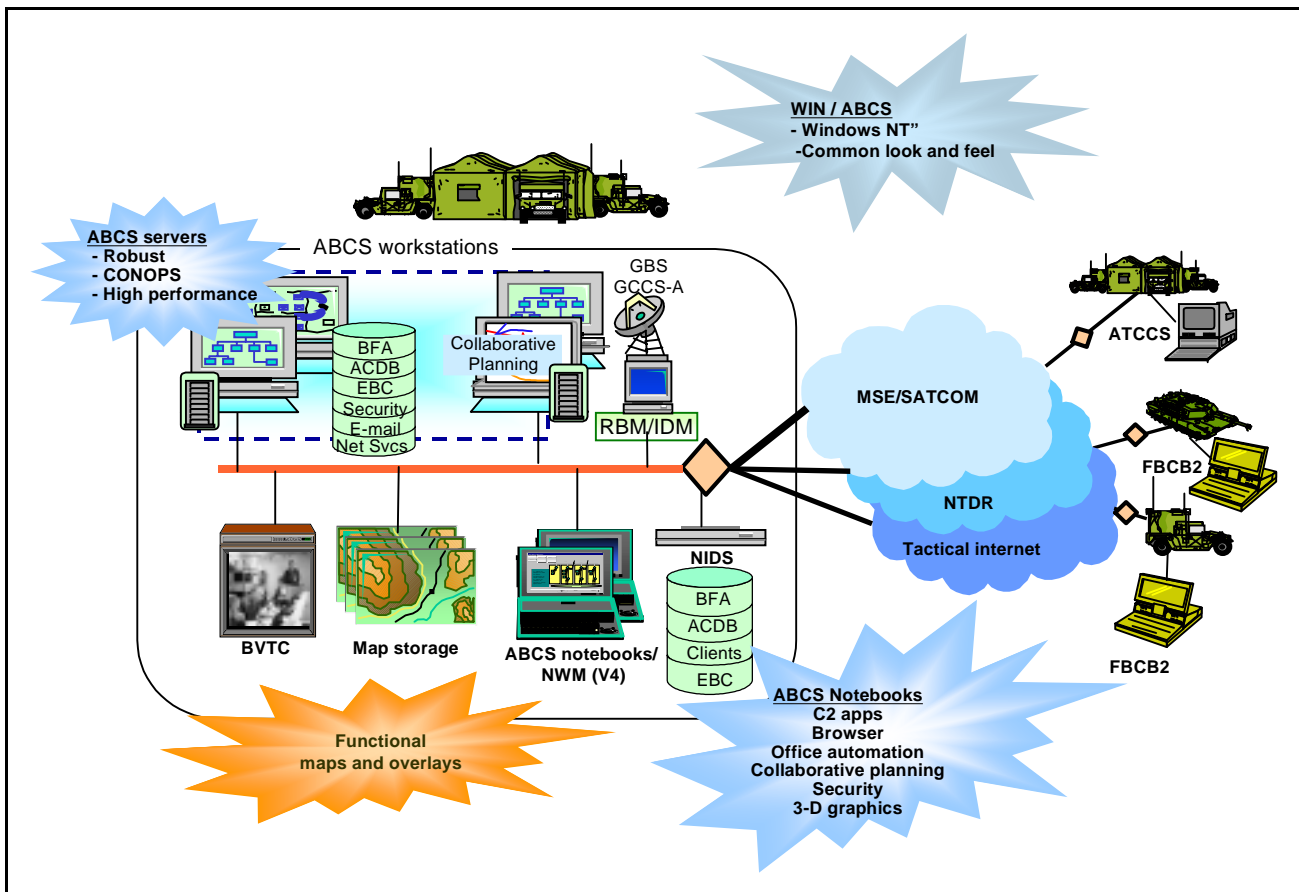 WIN / ABCS
- Windows NT”
-Common look and feel
ABCS servers
- Robust
- CONOPS
- High performance
ABCS workstations
GBS
GCCS-A
BFA
ACDB
EBC
Security
E-mail
Net Svcs
Collaborative
Planning
RBM/IDM
ATCCS
MSE/SATCOM
FBCB2
NTDR
Tactical internet
NIDS
BFA
ACDB
Clients
EBC
BVTC
Map storage
ABCS notebooks/
NWM (V4)
FBCB2
Functional
maps and overlays
ABCS Notebooks
C2 apps
Browser
Office automation
Collaborative planning
Security
3-D graphics